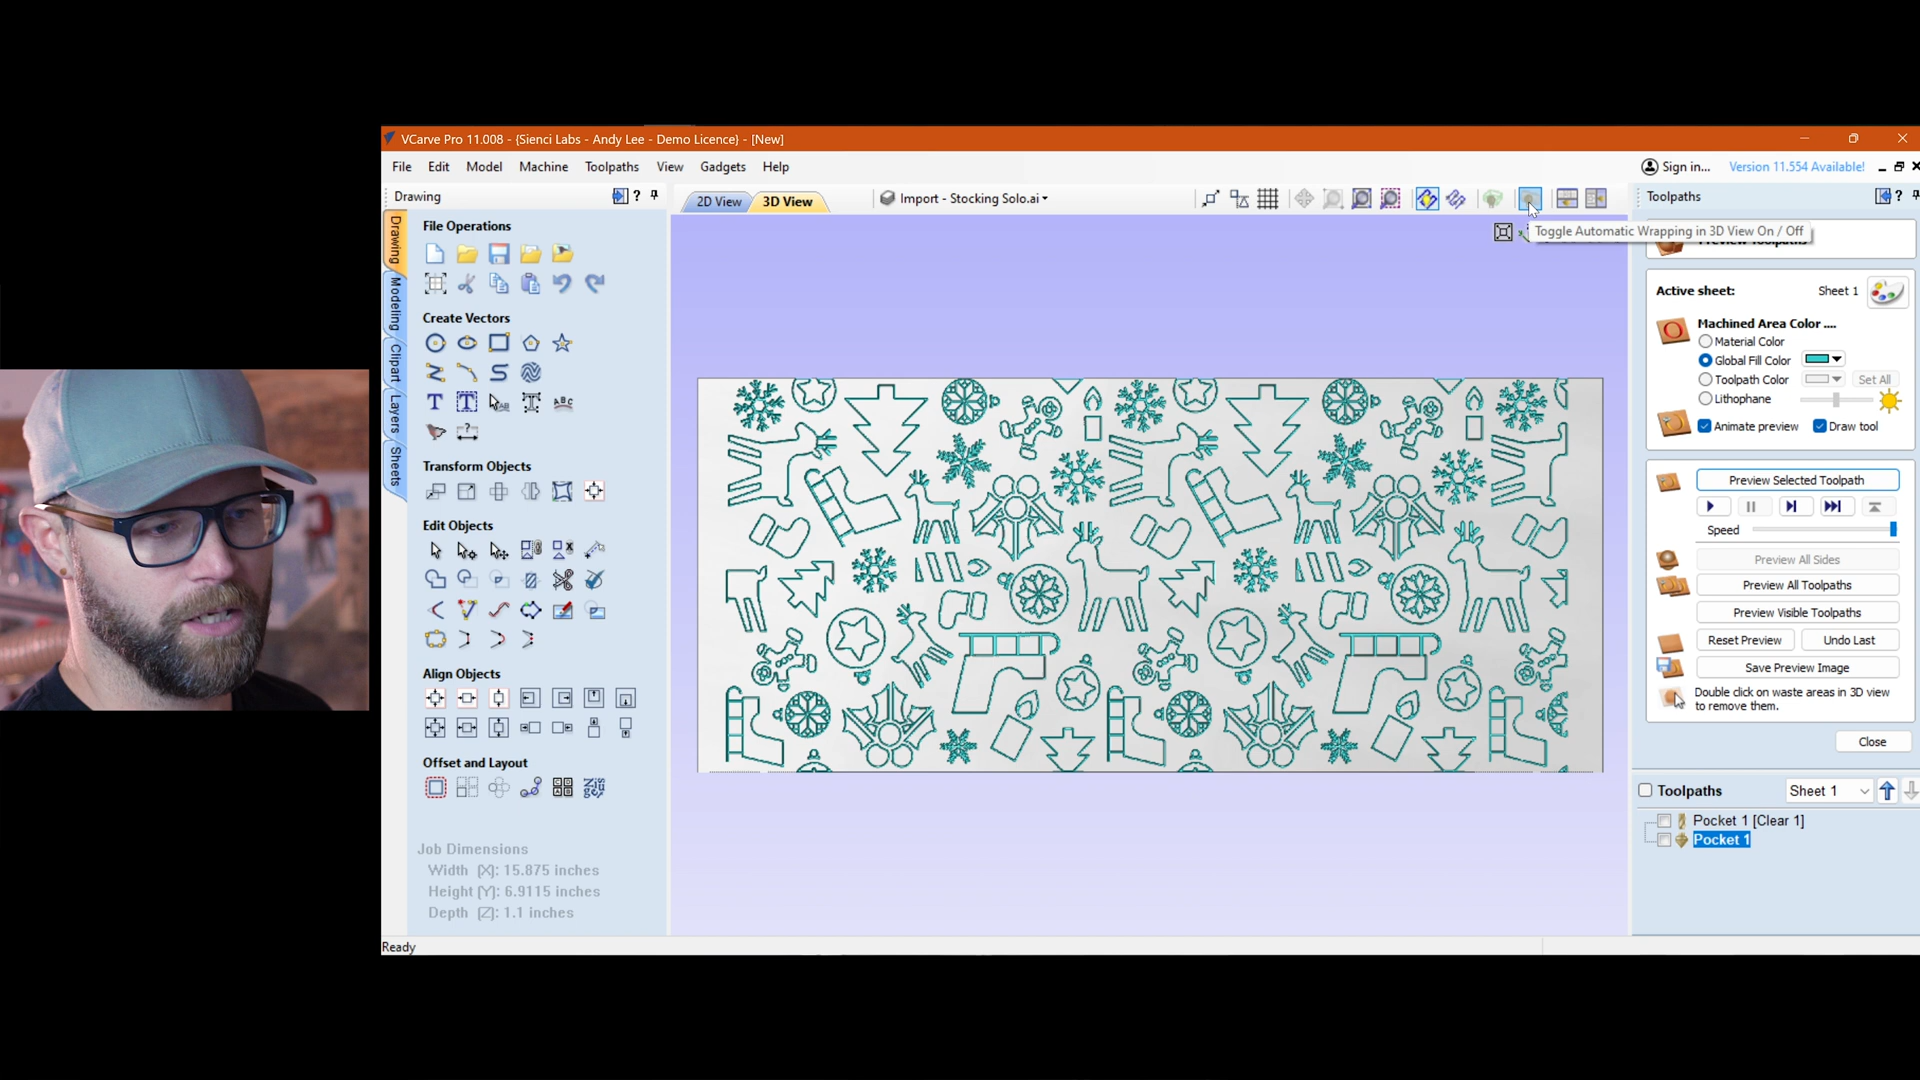 VCarve Pro 11.008 - {Sienci Labs - Andy Lee - Demo Licence} - [New]
File Edit Model Machine Toolpaths View Gadgets Help
Sign in... Version 11.554 Available!
Drawing
2D View
3D View
Import - Stocking Solo.ai
Toolpaths
Toggle Automatic Wrapping in 3D View On / Off
Drawing
Modeling
Clipart
Layers
Sheets
File Operations
Create Vectors
Transform Objects
Edit Objects
Align Objects
Offset and Layout
Job Dimensions
Width (X): 15.875 inches
Height (Y): 6.9115 inches
Depth (Z): 1.1 inches
Ready
Active sheet: Sheet 1
Machined Area Color ....
Material Color
Global Fill Color
Toolpath Color Set All
Lithophane
Animate preview Draw tool
Preview Selected Toolpath
Speed
Preview All Sides
Preview All Toolpaths
Preview Visible Toolpaths
Reset Preview Undo Last
Save Preview Image
Double click on waste areas in 3D view
to remove them.
Close
Toolpaths Sheet 1
Pocket 1 [Clear 1]
Pocket 1